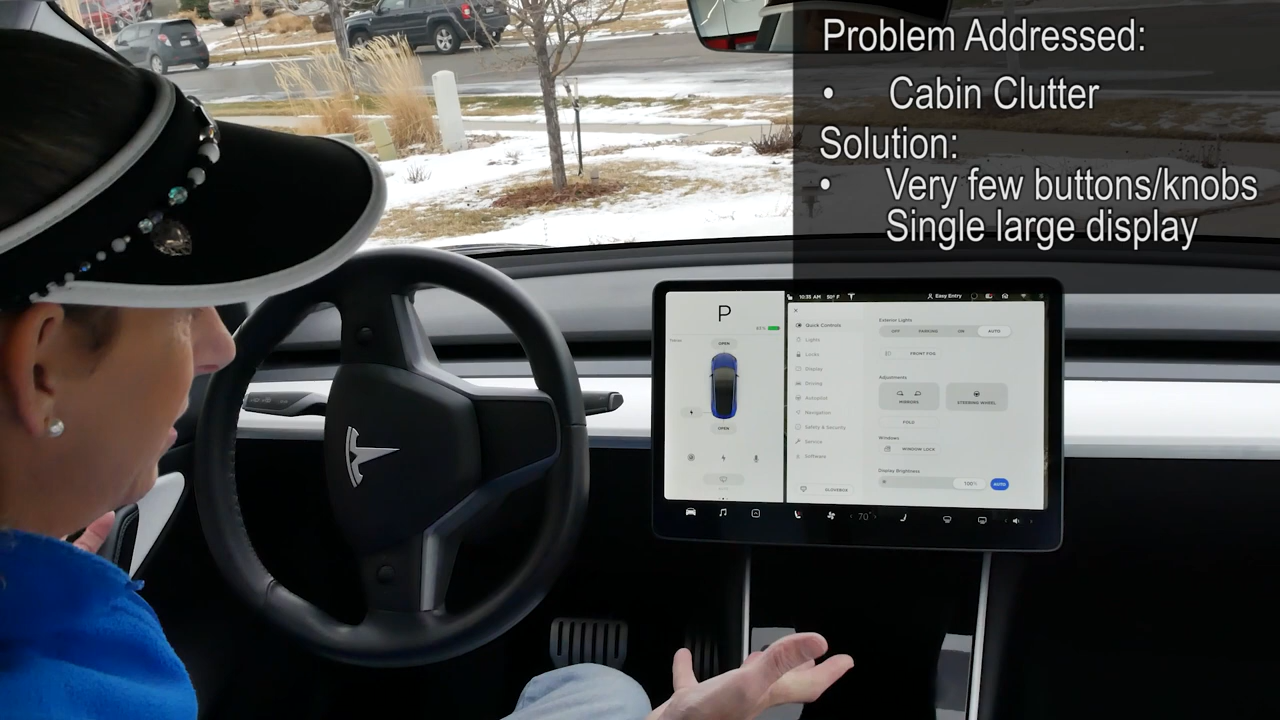 Problem Addressed:
• Cabin Clutter
Solution:
• Very few buttons/knobs
Single large display
P
10:35 AM
Easy Entry
OPEN
OPEN
Quick Controls
Lights
Locks
Display
Driving
Autopilot
Navigation
Safety & Security
Service
Software
GLOVEBOX
Exterior Lights
OFF PARKING ON AUTO
FRONT FOG
Adjustments
MIRRORS STEERING WHEEL
FOLD
Windows
WINDOW LOCK
Display Brightness
100% AUTO
70°